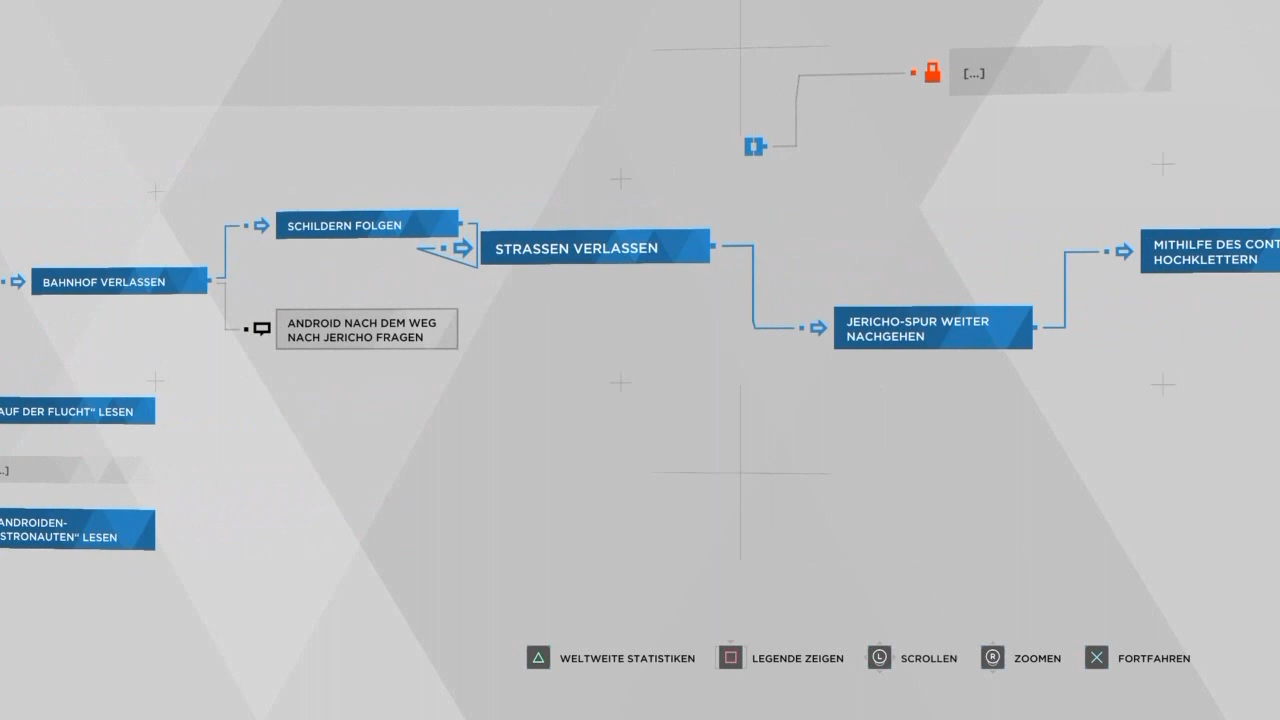 [...]
SCHILDERN FOLGEN
STRASSEN VERLASSEN
MITHILFE DES CONT
HOCHKLETTERN
BAHNHOF VERLASSEN
ANDROID NACH DEM WEG
NACH JERICHO FRAGEN
JERICHO-SPUR WEITER
NACHGEHEN
AUF DER FLUCHT“ LESEN
..]
ANDROIDEN-
STRONAUTEN“ LESEN
WELTWEITE STATISTIKEN
LEGENDE ZEIGEN
L SCROLLEN
R ZOOMEN
FORTFAHREN